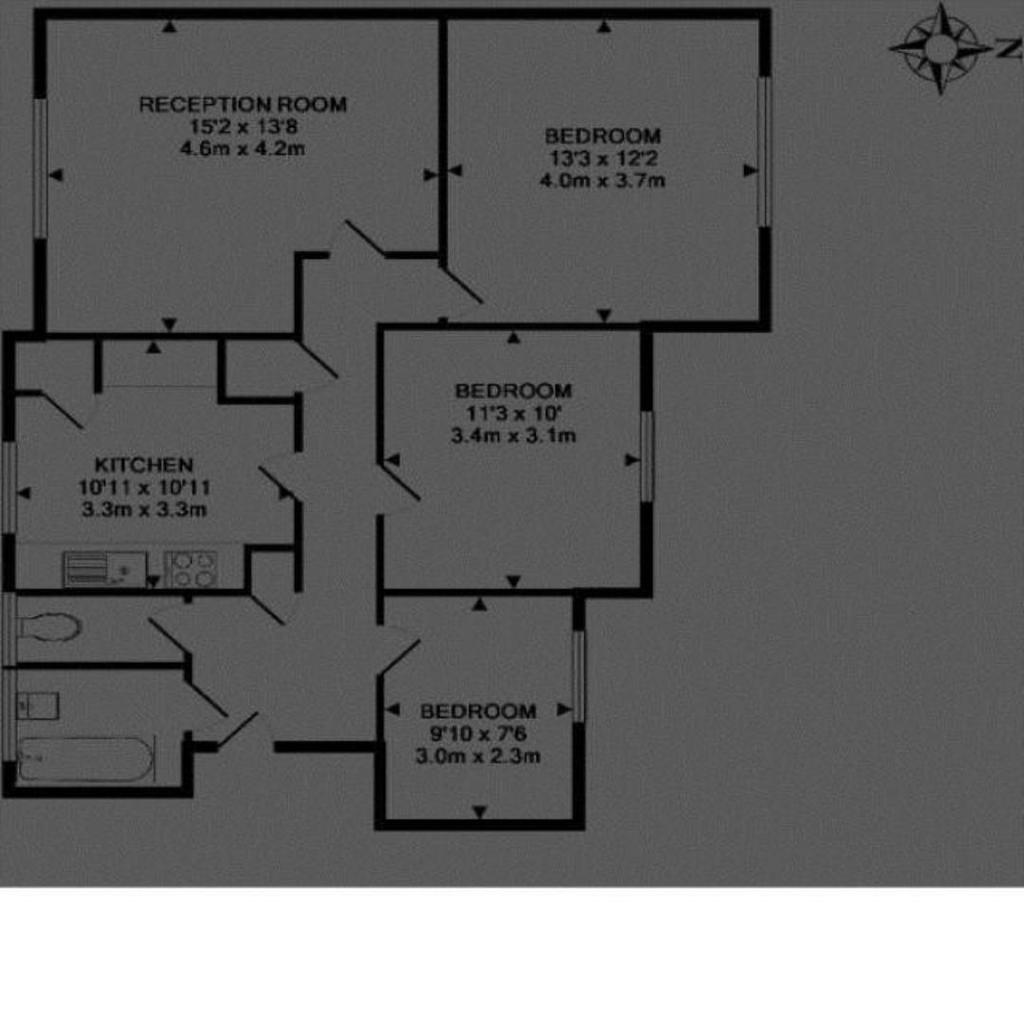 N
RECEPTION ROOM
15'2 x 13'8
4.6m x 4.2m
BEDROOM
13'3 x 12'2
4.0m x 3.7m
BEDROOM
11'3 x 10'
3.4m x 3.1m
KITCHEN
10'11 x 10'11
3.3m x 3.3m
BEDROOM
9'10 x 7'6
3.0m x 2.3m